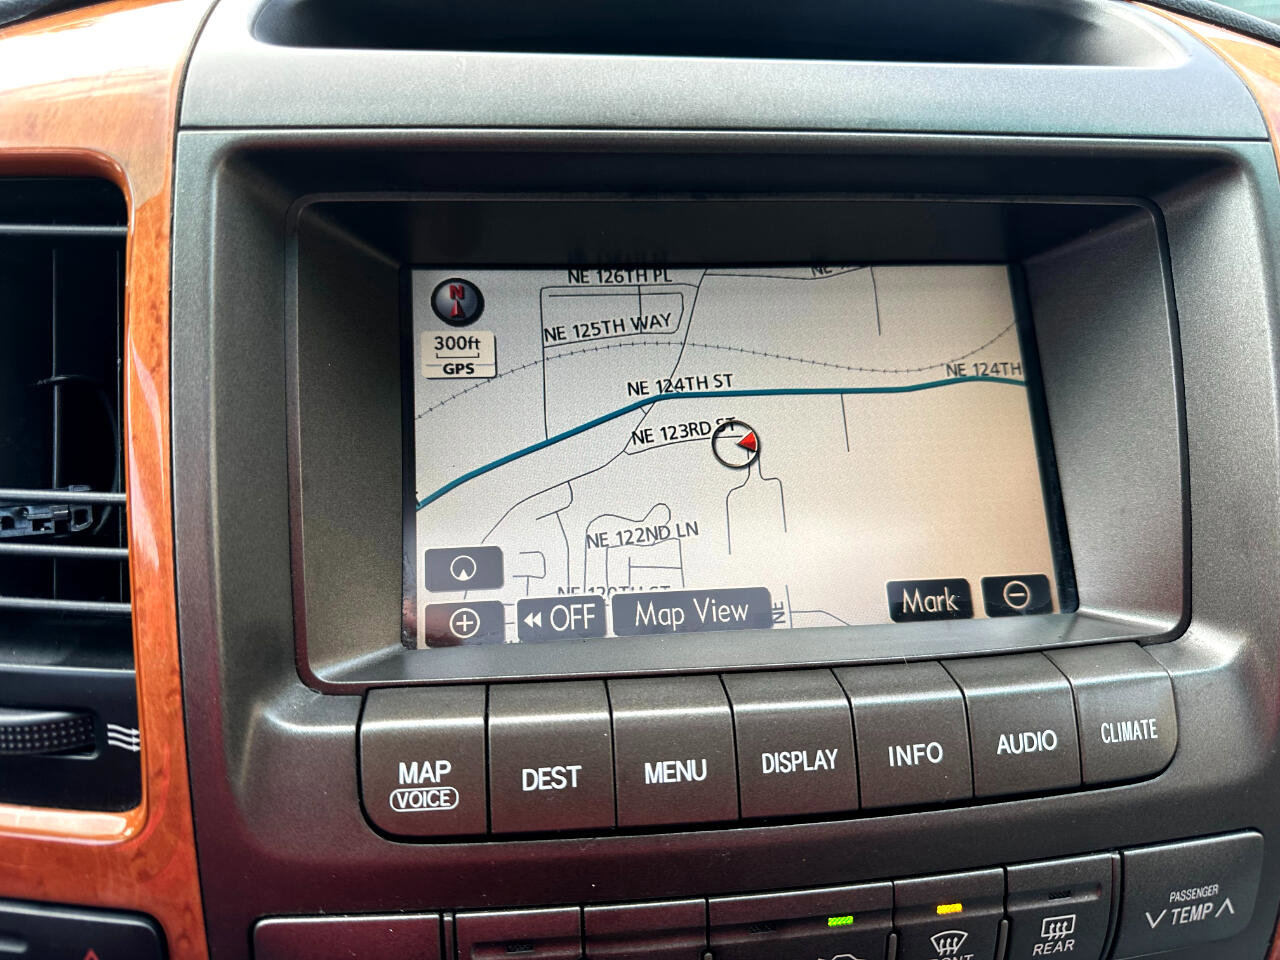 NE 126TH PL
N
NE 125TH WAY
300ft
GPS
NE 124TH ST
NE 124TH
NE 123RD ST
NE 122ND LN
OFF
Map View
NE
Mark
MAP
VOICE
DEST
MENU
DISPLAY
INFO
AUDIO
CLIMATE
PASSENGER
TEMP
REAR